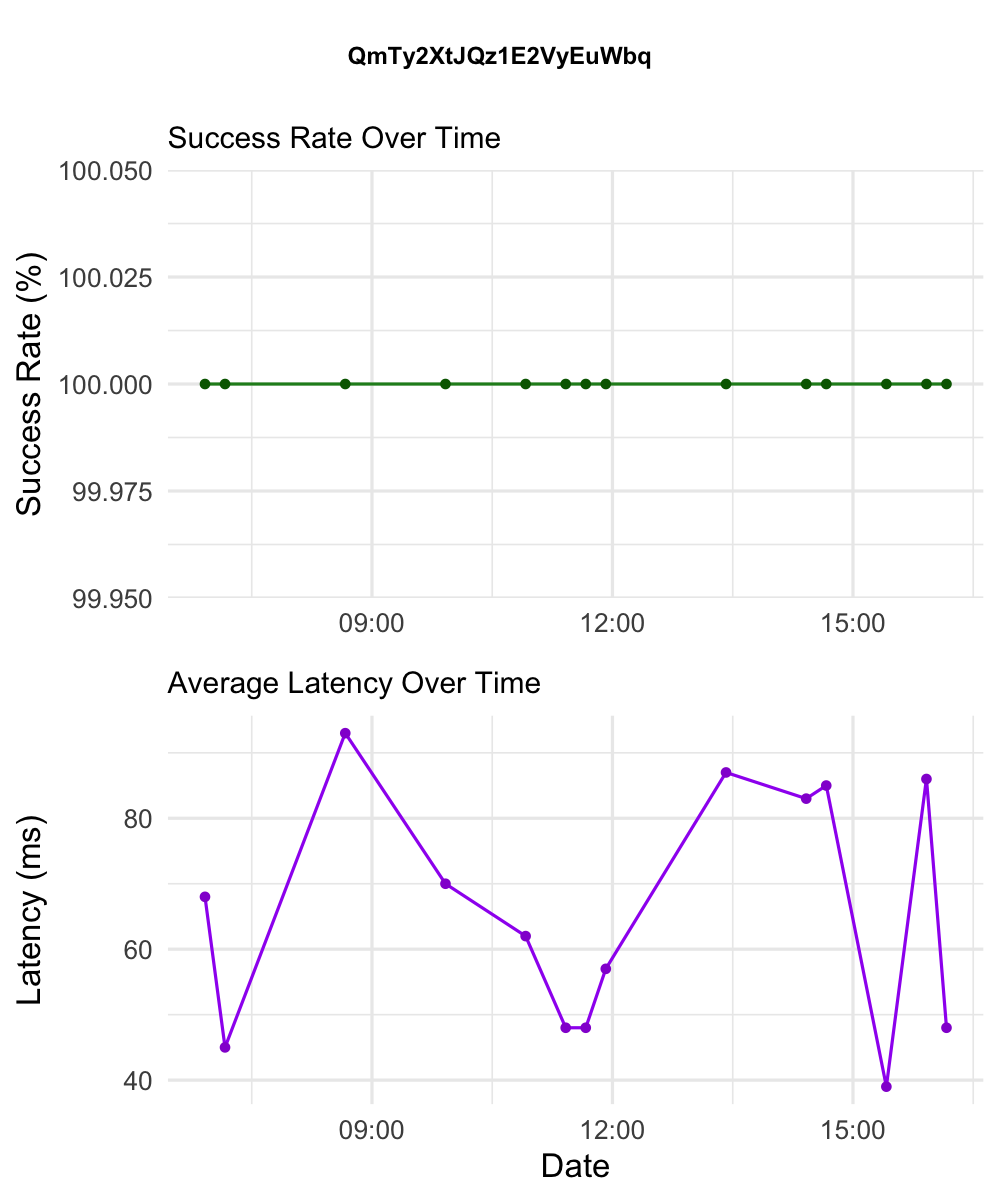 QmTy2XtJQz1E2VyEuWbq
Success Rate Over Time
Success Rate (%)
100.050
100.025
100.000
99.975
99.950
09:00 12:00 15:00
Average Latency Over Time
Latency (ms)
80
60
40
09:00 12:00 15:00
Date